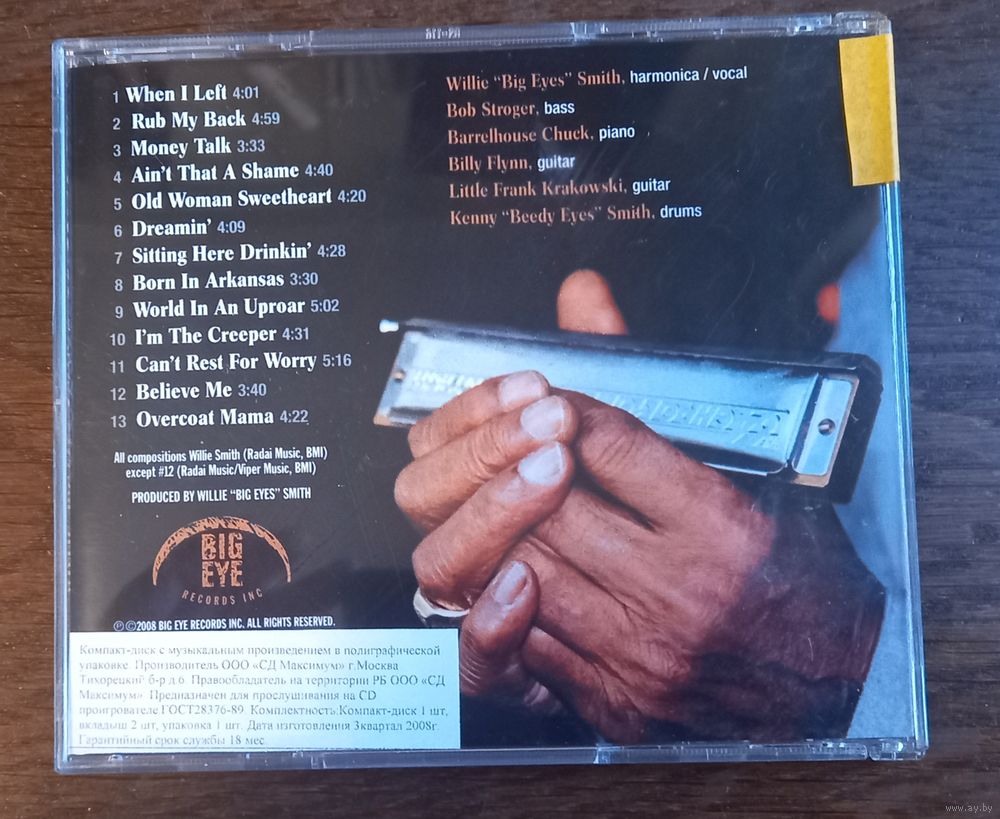 1 When I Left 4:01
2 Rub My Back 4:59
3 Money Talk 3:33
4 Ain't That A Shame 4:40
5 Old Woman Sweetheart 4:20
6 Dreamin' 4:09
7 Sitting Here Drinkin' 4:28
8 Born In Arkansas 3:30
9 World In An Uproar 5:02
10 I'm The Creeper 4:31
11 Can't Rest For Worry 5:16
12 Believe Me 3:40
13 Overcoat Mama 4:22
Willie "Big Eyes" Smith, harmonica / vocal
Bob Stroger, bass
Barrelhouse Chuck, piano
Billy Flynn, guitar
Little Frank Krakowski, guitar
Kenny "Beedy Eyes" Smith, drums
All compositions Willie Smith (Radai Music, BMI)
except #12 (Radai Music/Viper Music, BMI)
PRODUCED BY WILLIE "BIG EYES" SMITH
BIG
EYE
RECORDS INC
℗©2008 BIG EYE RECORDS INC. ALL RIGHTS RESERVED.
Компакт-диск с музыкальным произведением в полиграфической
упаковке. Производитель ООО «СД Максимум» г.Москва
Тихорецкий б-р д.6. Правообладатель на территории РБ ООО «СД
Максимум». Предназначен для прослушивания на CD
проигрователе.ГОСТ28376-89. Комплектность:Компакт-диск 1 шт,
вкладыш 2 шт, упаковка 1 шт. Дата изготовления 3квартал 2008г.
Гарантийный срок службы 18 мес.
www.ay.by